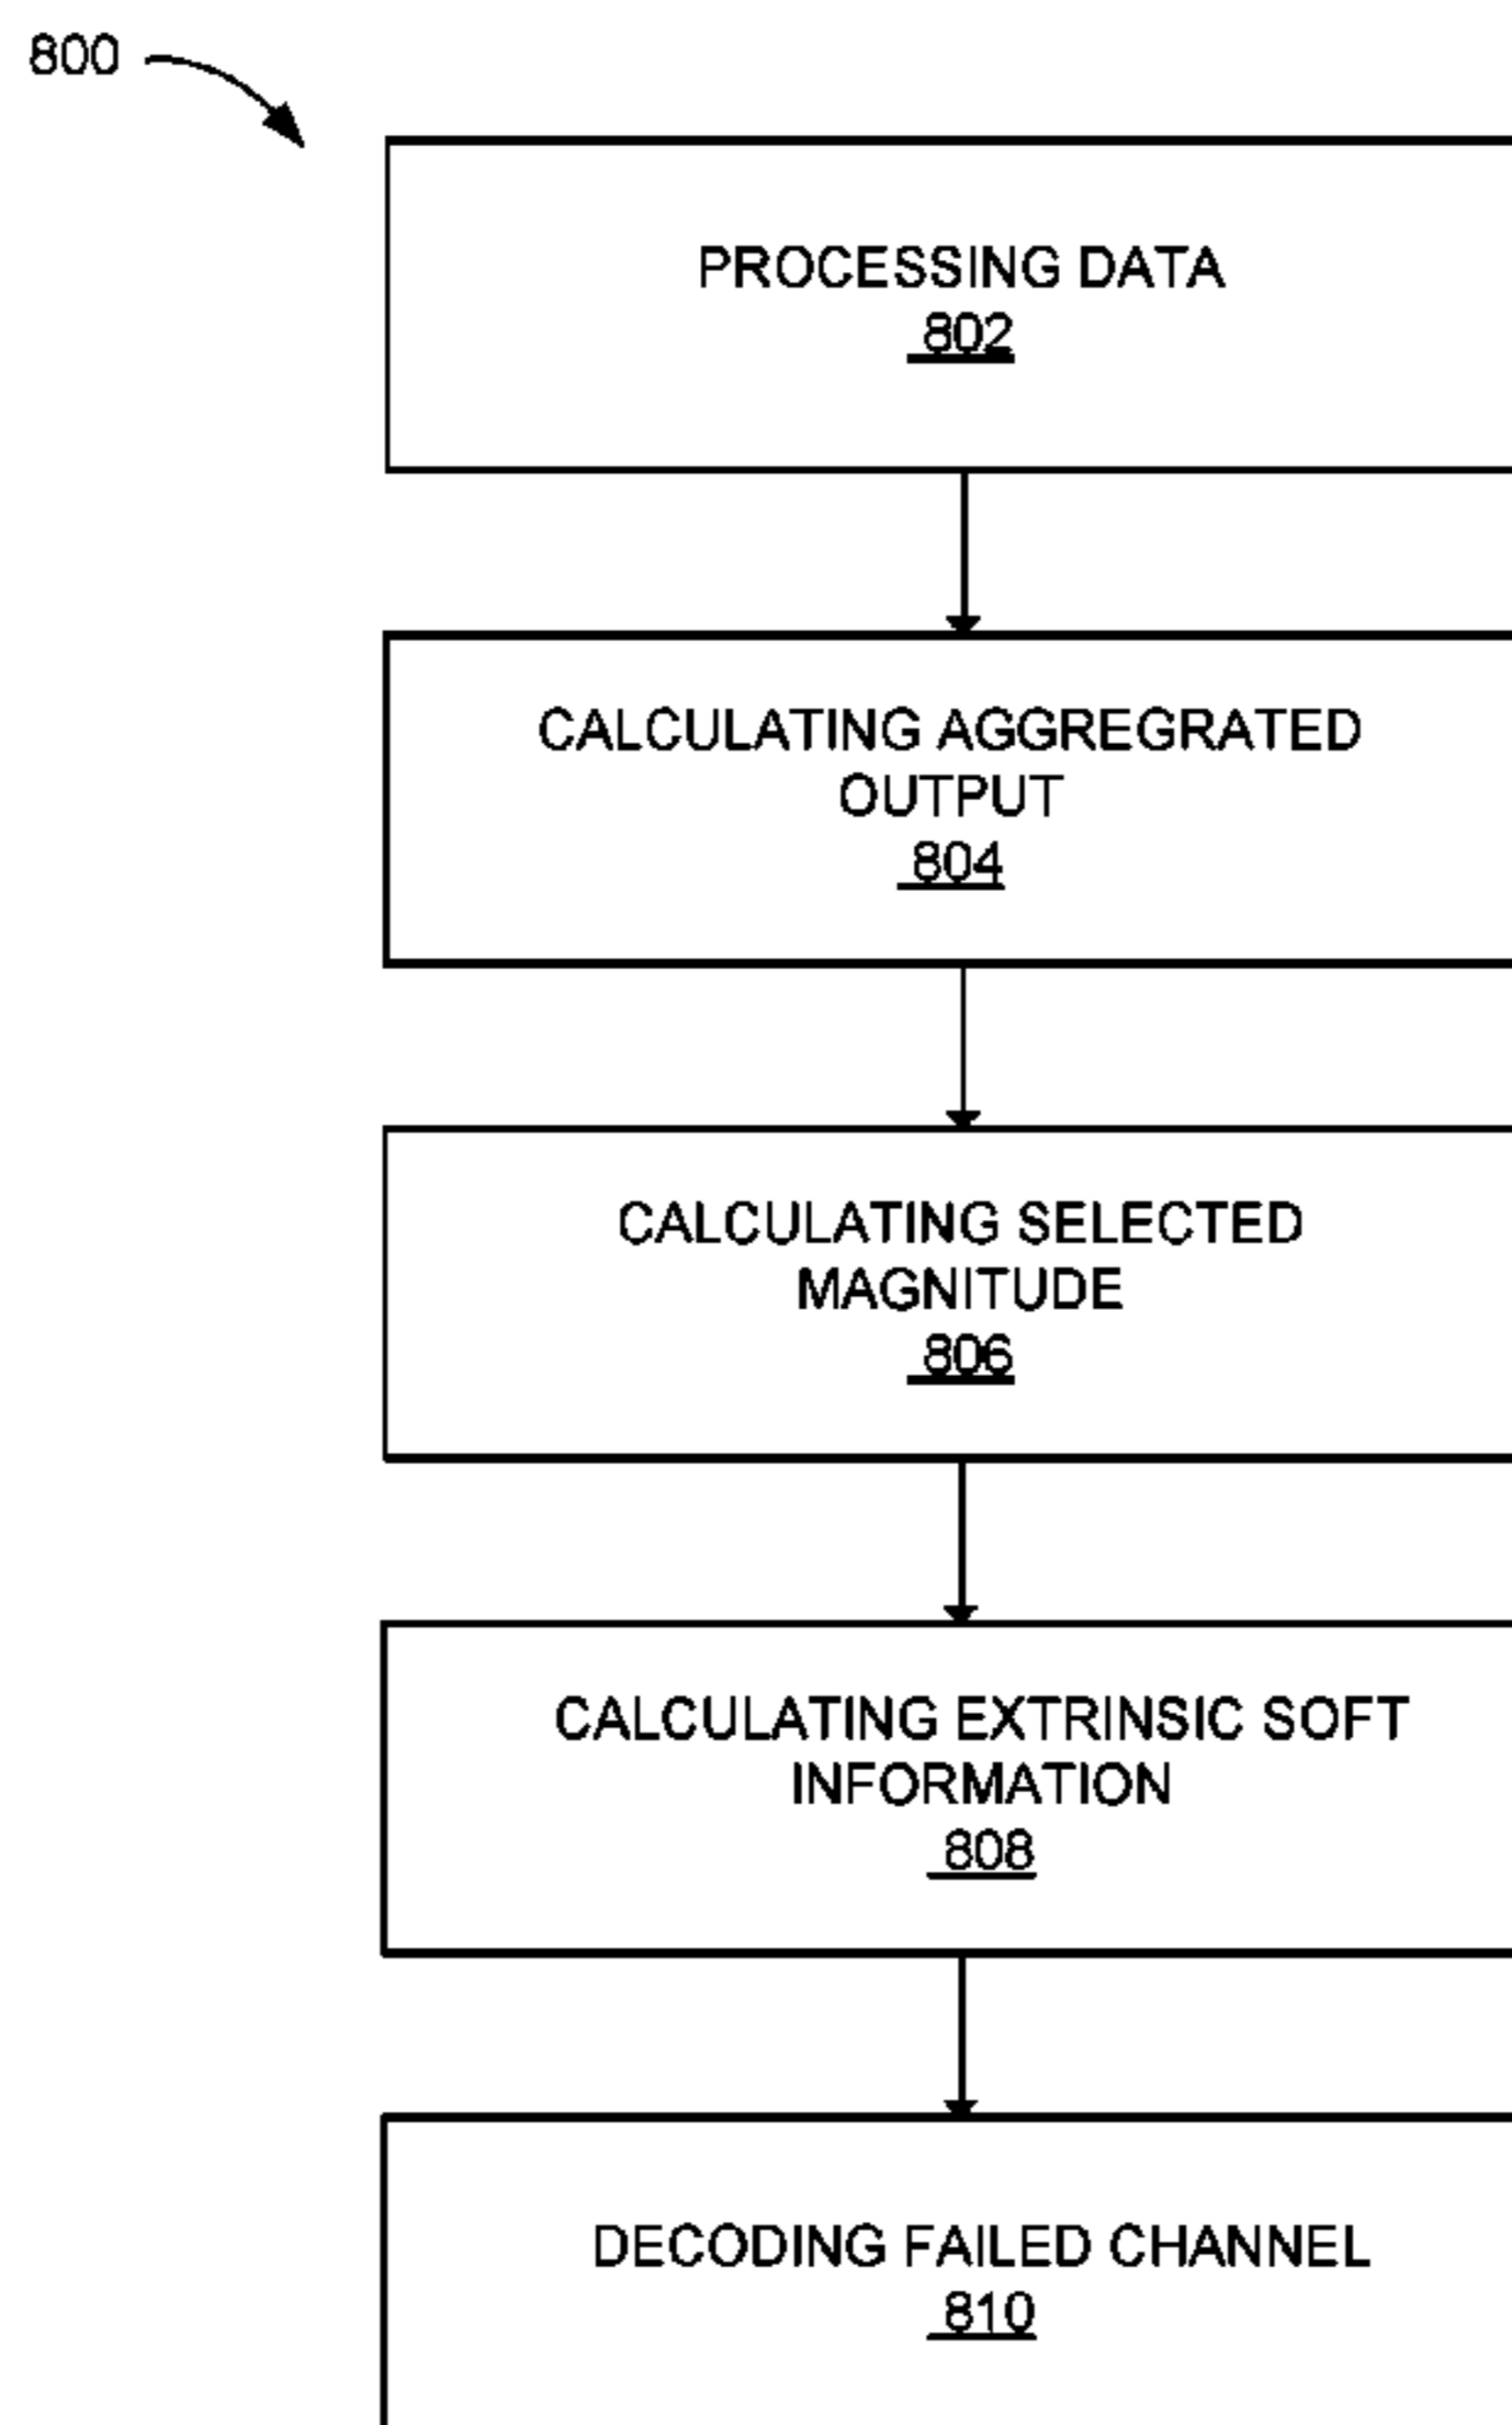 800
PROCESSING DATA
802
CALCULATING AGGREGRATED
OUTPUT
804
CALCULATING SELECTED
MAGNITUDE
806
CALCULATING EXTRINSIC SOFT
INFORMATION
808
DECODING FAILED CHANNEL
810